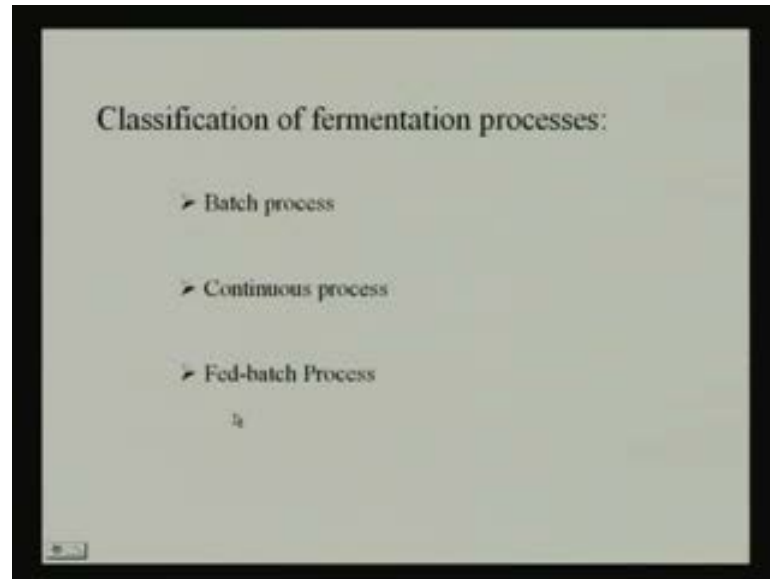 Classification of fermentation processes:
➢ Batch process
➢ Continuous process
➢ Fed-batch Process